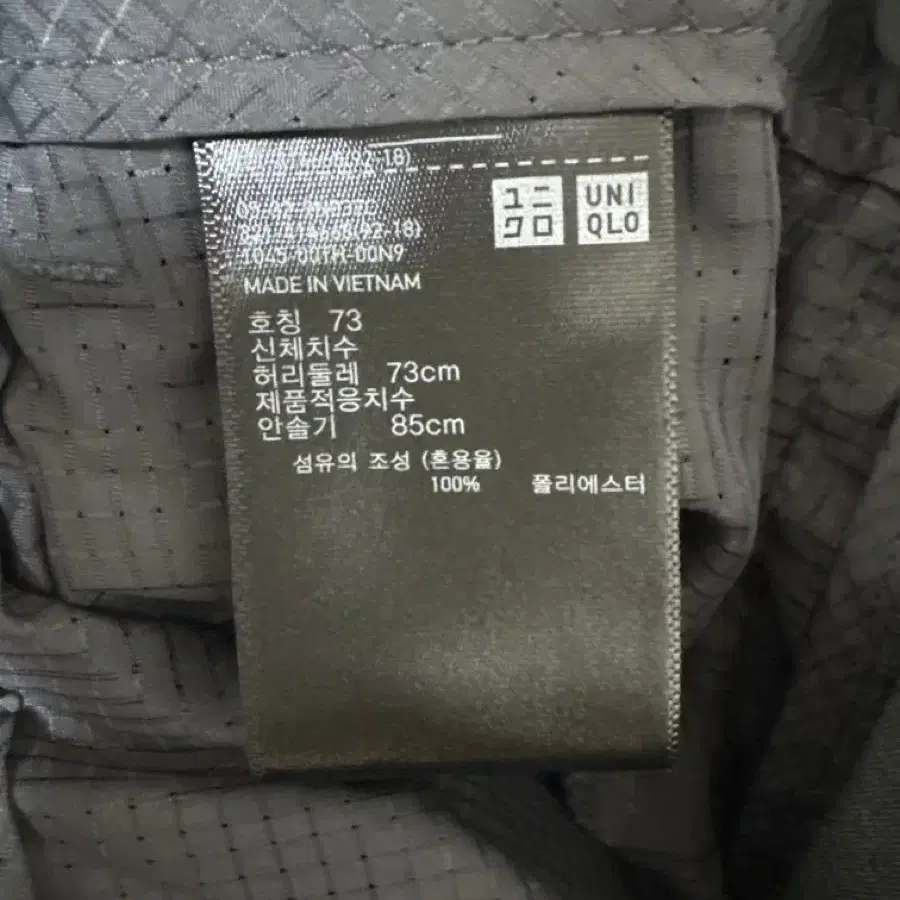 ユニクロ
UNIQLO
MADE IN VIETNAM
호칭 73
신체치수
허리둘레 73cm
제품적응치수
안솔기 85cm
섬유의 조성 (혼용율)
100% 폴리에스터